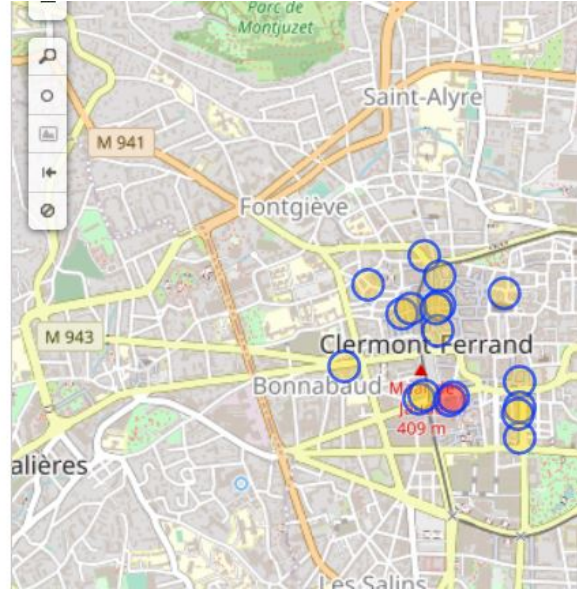 Parc de
Montjuzet
Saint-Alyre
M 941
Fontgiève
M 943
Clermont-Ferrand
Bonnabaud
409 m
alières
Les Salins